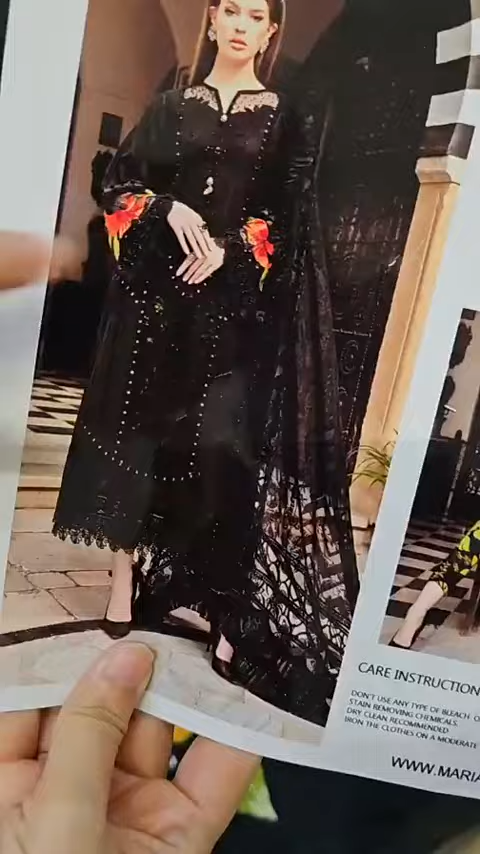 CARE INSTRUCTION
DON'T USE ANY TYPE OF BLEACH
STAIN REMOVING CHEMICALS.
DRY CLEAN RECOMMENDED.
IRON THE CLOTHES ON A MODERATE
WWW.MARIA